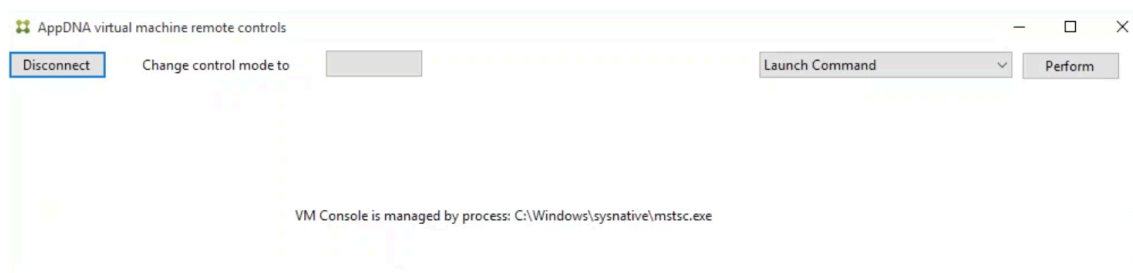 AppDNA virtual machine remote controls
Disconnect Change control mode to Launch Command Perform
VM Console is managed by process: C:\Windows\sysnative\mstsc.exe